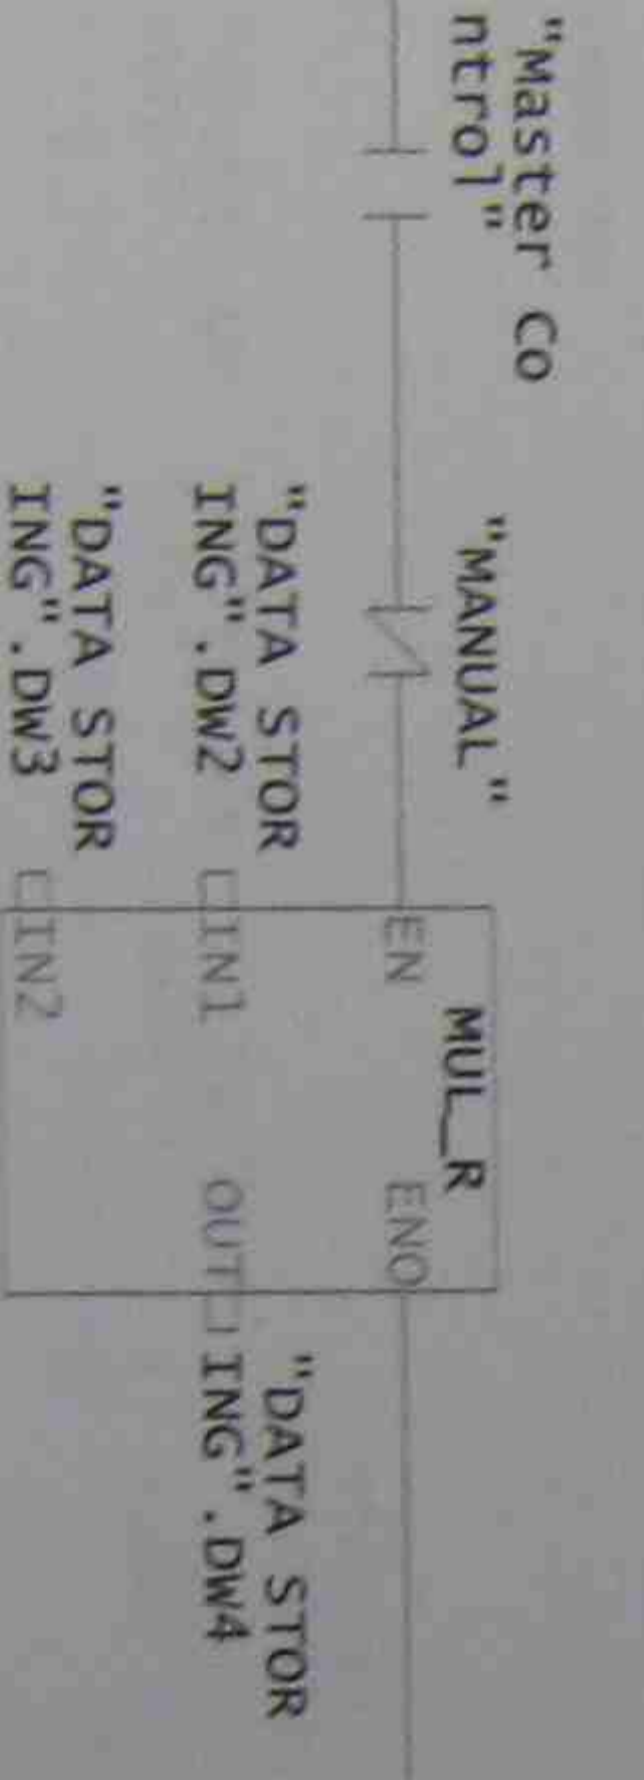 "Master Co
ntrol"
"MANUAL"
MUL_R
EN
ENO
"DATA STOR
ING".DW2
IN1
OUT
"DATA STOR
ING".DW4
"DATA STOR
ING".DW3
IN2